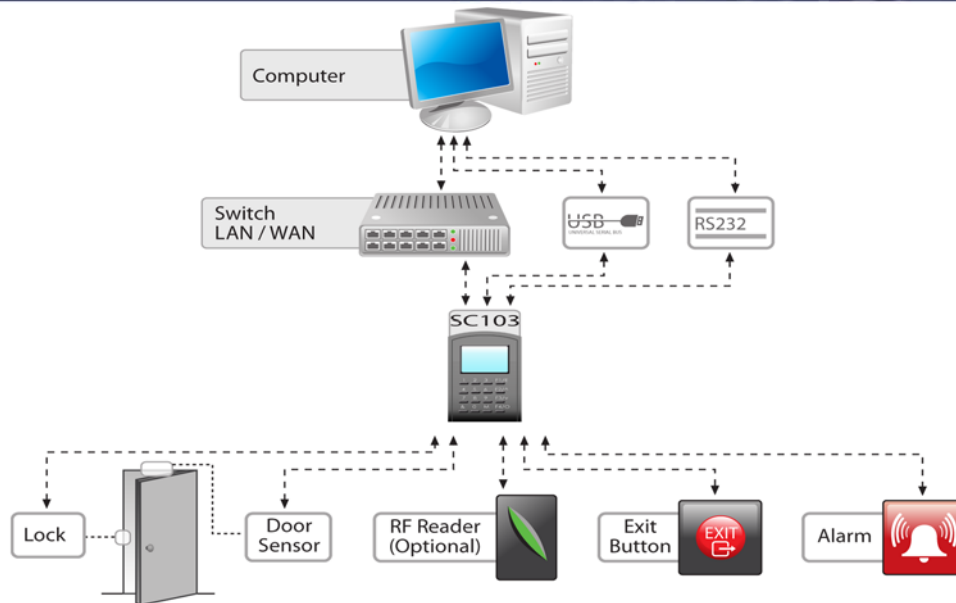 Computer
Switch
LAN / WAN
USB
UNIVERSAL SERIAL BUS
RS232
SC103
Lock
Door
Sensor
RF Reader
(Optional)
Exit
Button
EXIT
Alarm